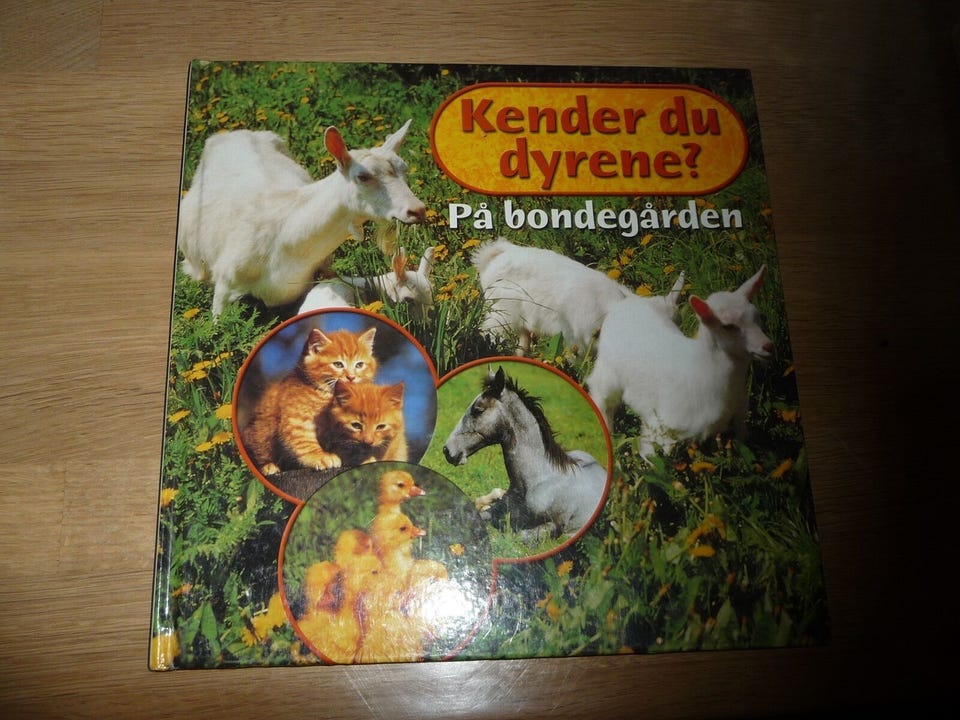 Kender du
dyrene?
På bondegården